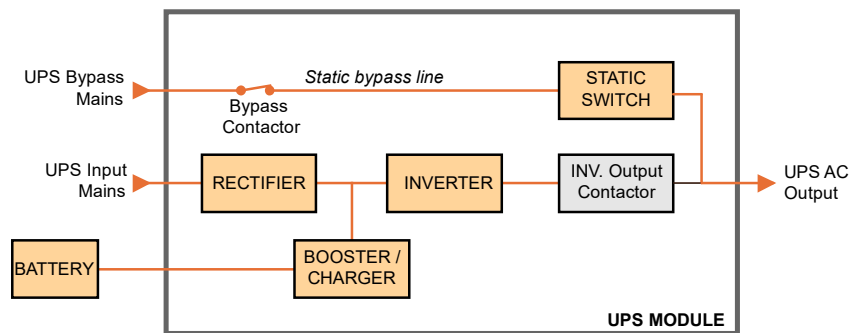 UPS Bypass
Mains
Static bypass line
Bypass
Contactor
STATIC
SWITCH
UPS Input
Mains
RECTIFIER
INVERTER
INV. Output
Contactor
UPS AC
Output
BATTERY
BOOSTER /
CHARGER
UPS MODULE